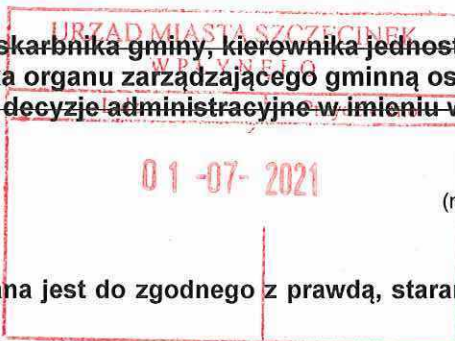 URZĄD MIASTA SZCZECINEK
skarbnika gminy, kierownika jednost
WPŁYNĘŁO
a organu zarządzającego gminną os
decyzje administracyjne w imieniu w
01 -07- 2021
(m
ana jest do zgodnego z prawdą, staran